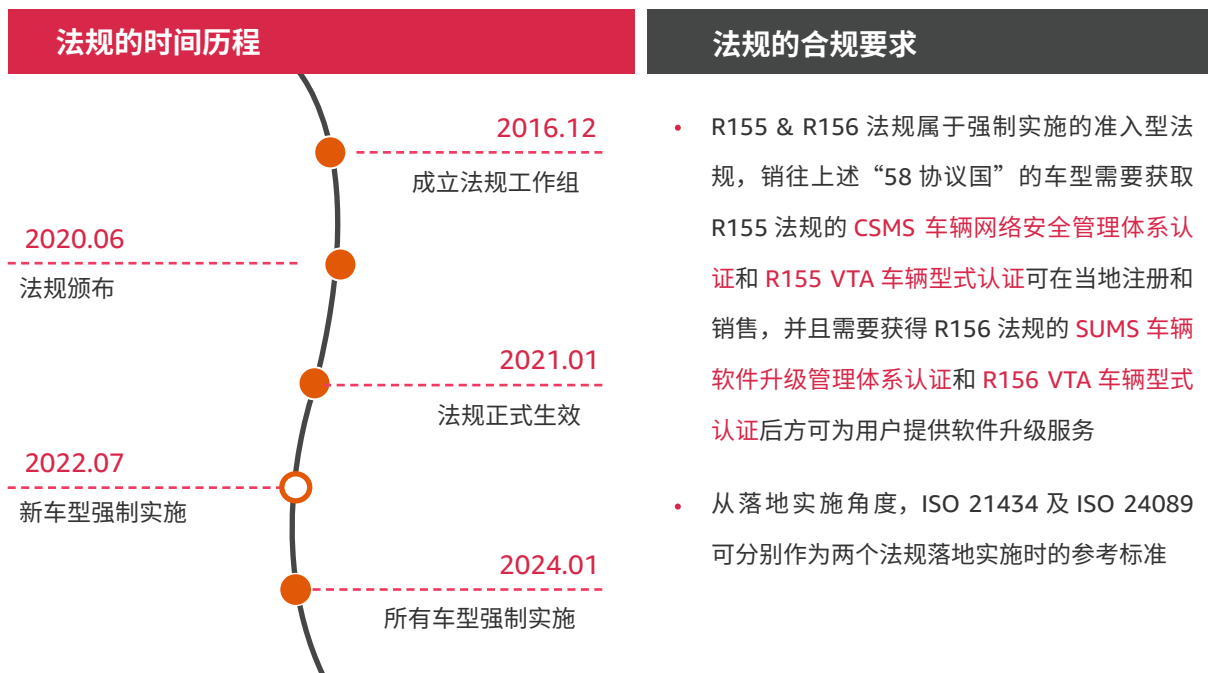 法规的时间历程
2016.12
成立法规工作组
2020.06
法规颁布
2021.01
法规正式生效
2022.07
新车型强制实施
2024.01
所有车型强制实施
法规的合规要求
• R155 & R156 法规属于强制实施的准入型法
规，销往上述“58 协议国”的车型需要获取
R155 法规的 CSMS 车辆网络安全管理体系认
证和 R155 VTA 车辆型式认证可在当地注册和
销售，并且需要获得 R156 法规的 SUMS 车辆
软件升级管理体系认证和 R156 VTA 车辆型式
认证后方可为用户提供软件升级服务
• 从落地实施角度，ISO 21434 及 ISO 24089
可分别作为两个法规落地实施时的参考标准